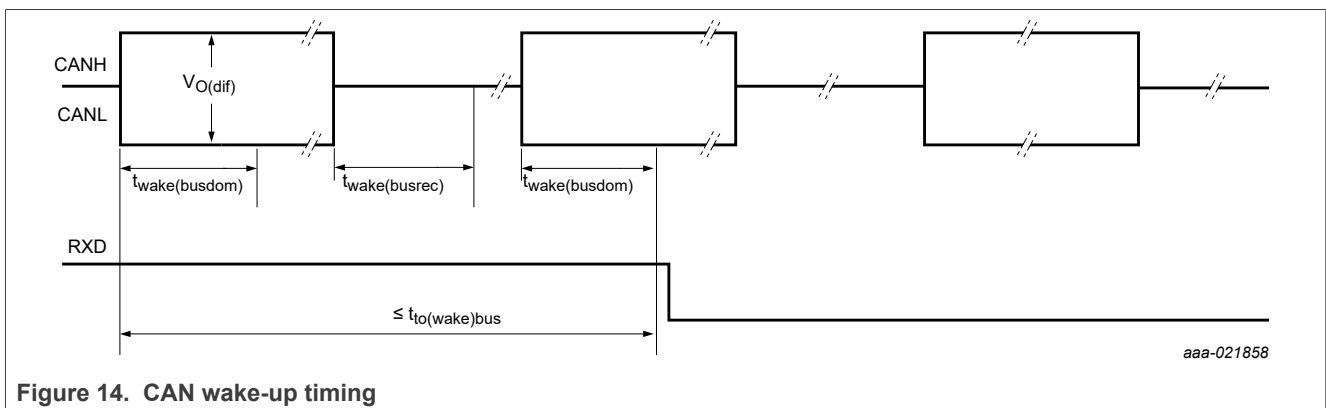 CANH
V_O(dif)
CANL
t_wake(busdom)
t_wake(busrec)
t_wake(busdom)
RXD
≤ t_to(wake)bus
aaa-021858
Figure 14. CAN wake-up timing